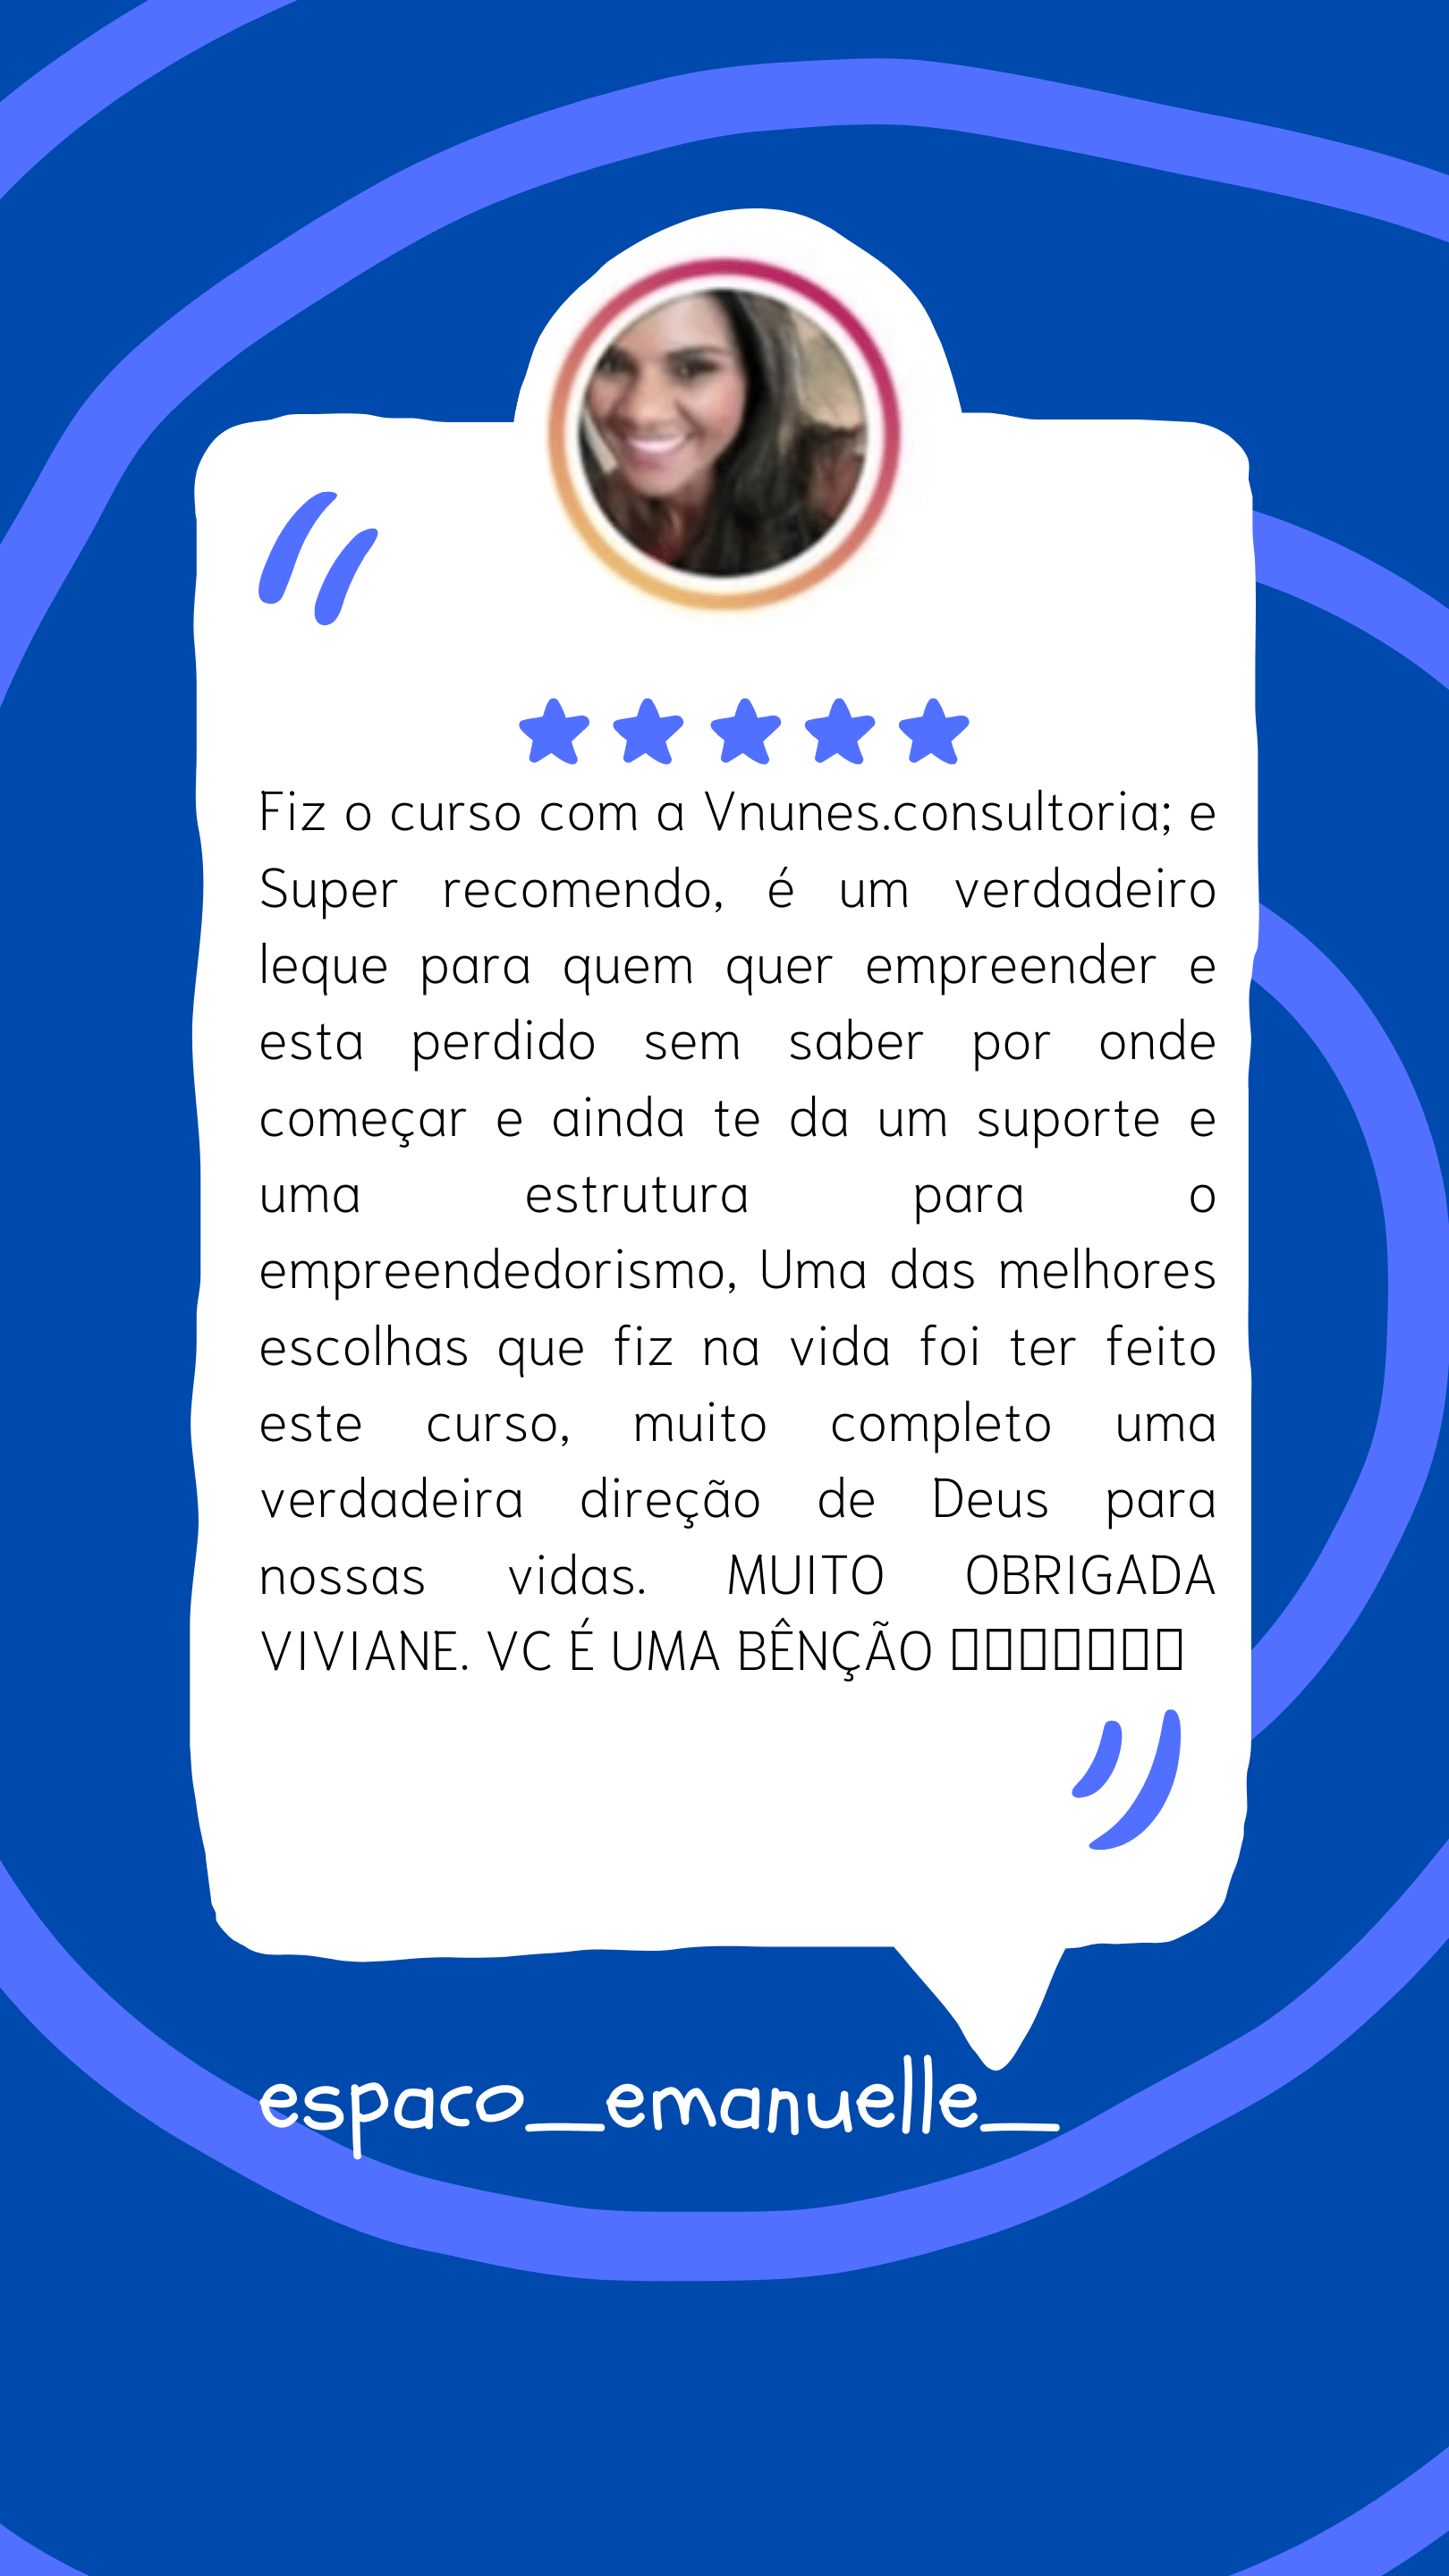 Fiz o curso com a Vnunes.consultoria; e
Super recomendo, é um verdadeiro
leque para quem quer empreender e
esta perdido sem saber por onde
começar e ainda te da um suporte e
uma estrutura para o
empreendedorismo, Uma das melhores
escolhas que fiz na vida foi ter feito
este curso, muito completo uma
verdadeira direção de Deus para
nossas vidas. MUITO OBRIGADA
VIVIANE. VC É UMA BÊNÇÃO
espaco__emanuelle__